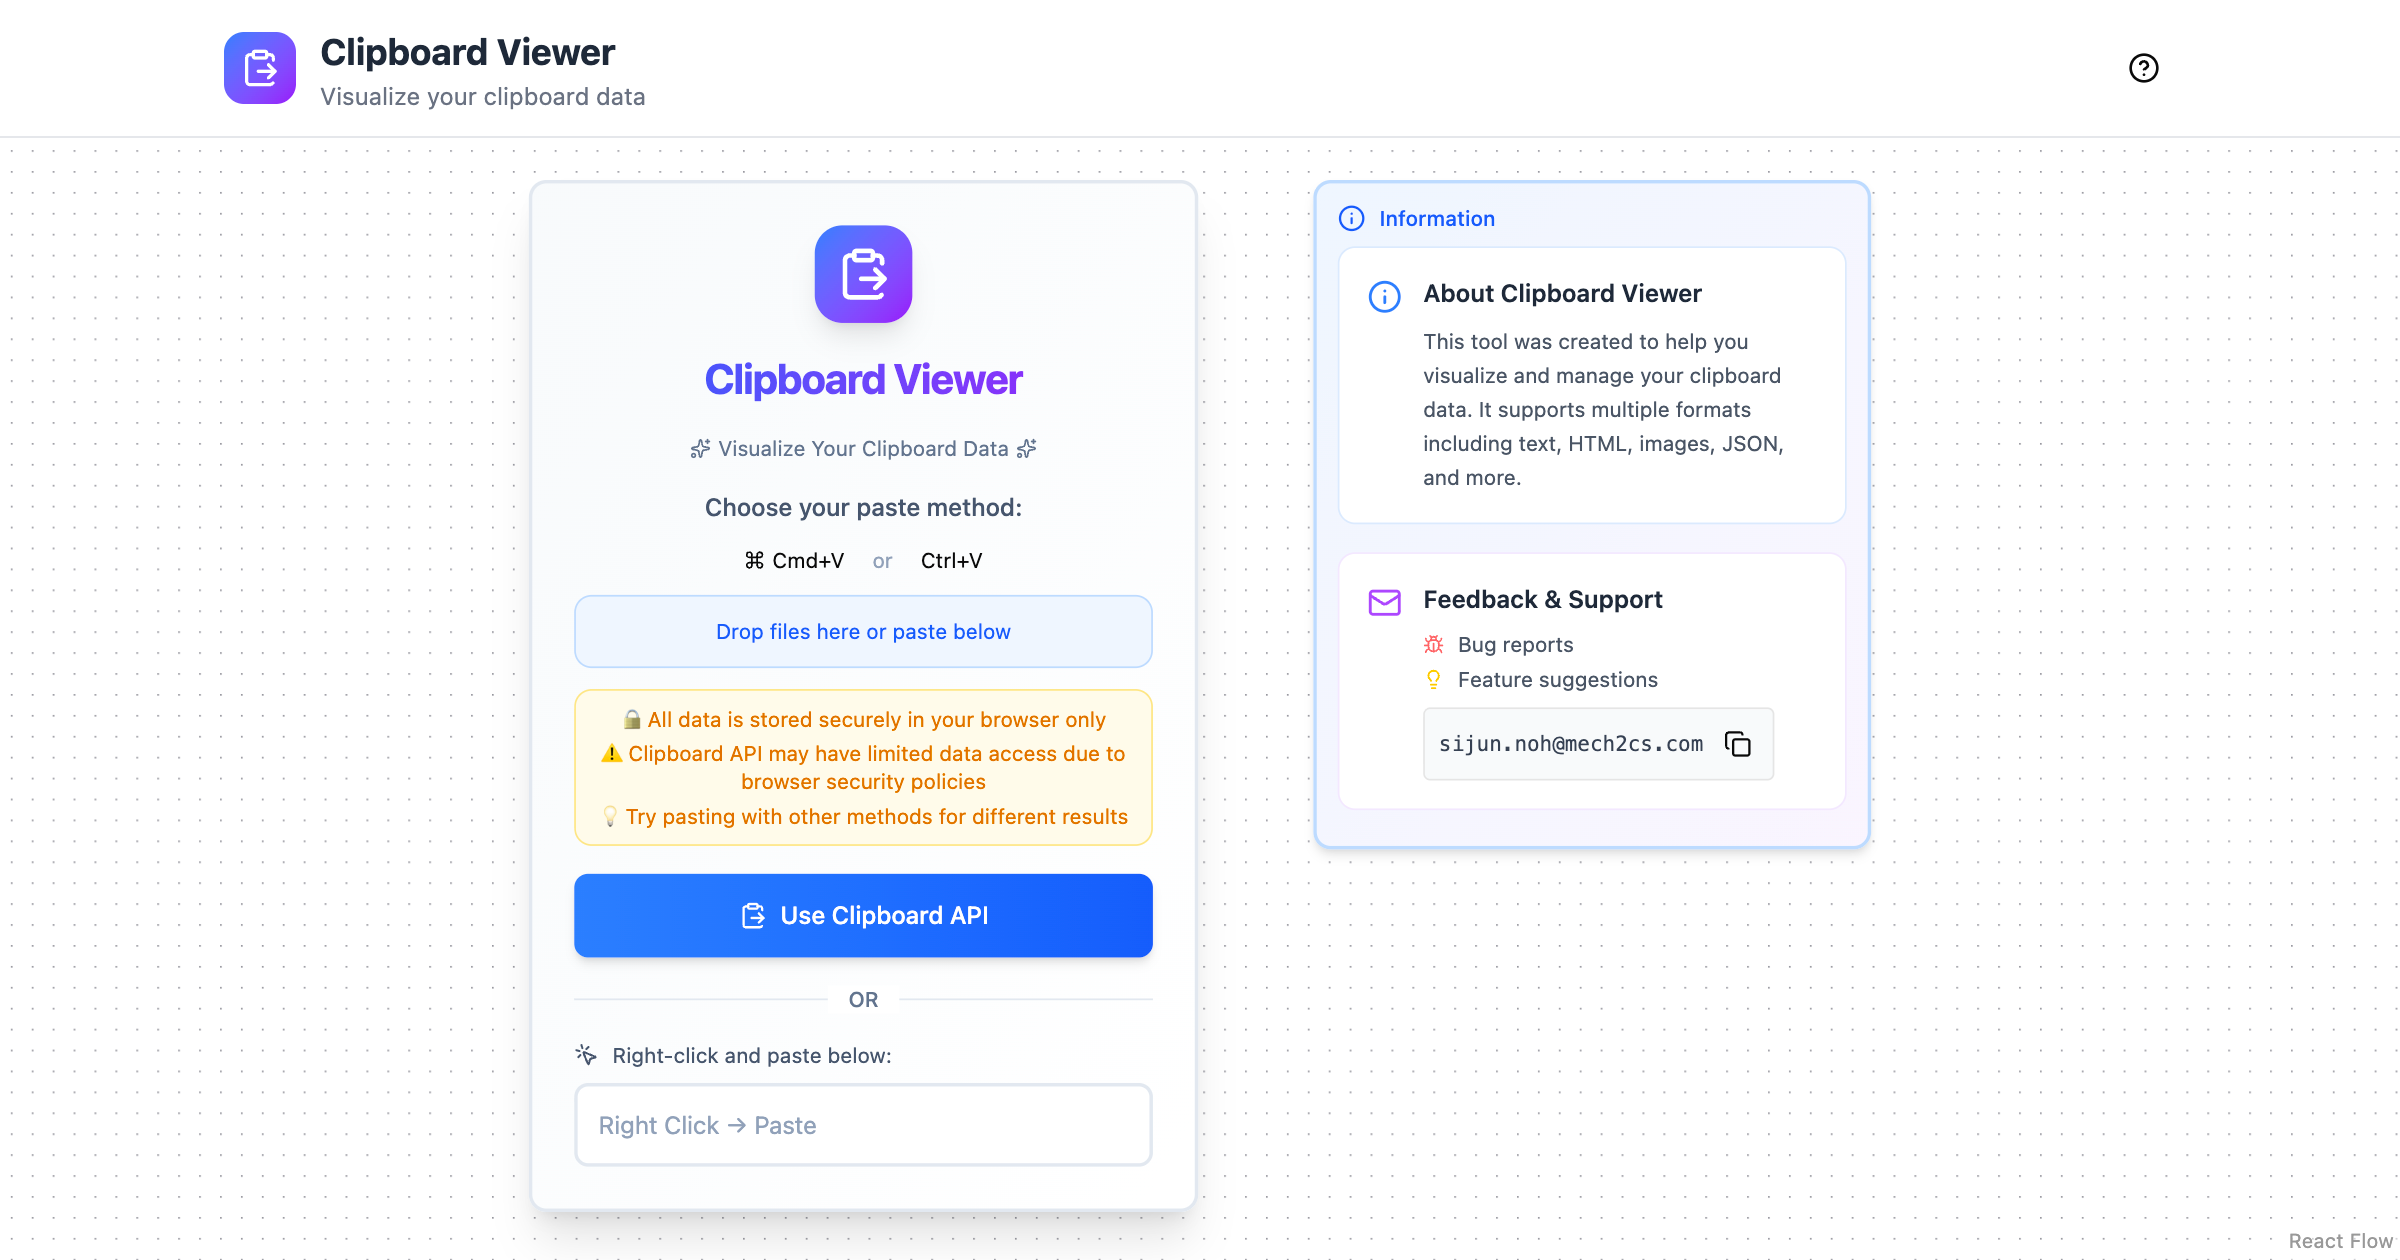 Clipboard Viewer
Visualize your clipboard data
Clipboard Viewer
Visualize Your Clipboard Data
Choose your paste method:
⌘ Cmd+V or Ctrl+V
Drop files here or paste below
🔒 All data is stored securely in your browser only
⚠️ Clipboard API may have limited data access due to
browser security policies
💡 Try pasting with other methods for different results
Use Clipboard API
OR
Right-click and paste below:
Right Click → Paste
Information
About Clipboard Viewer
This tool was created to help you
visualize and manage your clipboard
data. It supports multiple formats
including text, HTML, images, JSON,
and more.
Feedback & Support
Bug reports
Feature suggestions
sijun.noh@mech2cs.com
React Flow